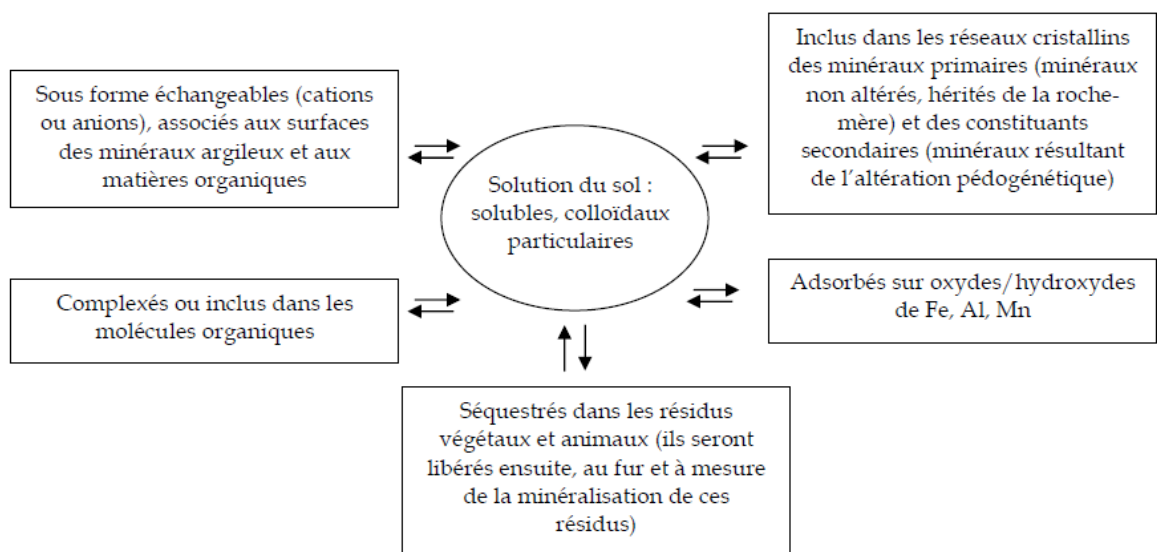 Sous forme échangeables (cations
ou anions), associés aux surfaces
des minéraux argileux et aux
matières organiques
Inclus dans les réseaux cristallins
des minéraux primaires (minéraux
non altérés, hérités de la roche-
mère) et des constituants
secondaires (minéraux résultant
de l'altération pédogénétique)
Solution du sol :
solubles, colloïdaux
particulaires
Complexés ou inclus dans les
molécules organiques
Adsorbés sur oxydes/hydroxydes
de Fe, Al, Mn
Séquestrés dans les résidus
végétaux et animaux (ils seront
libérés ensuite, au fur et à mesure
de la minéralisation de ces
résidus)